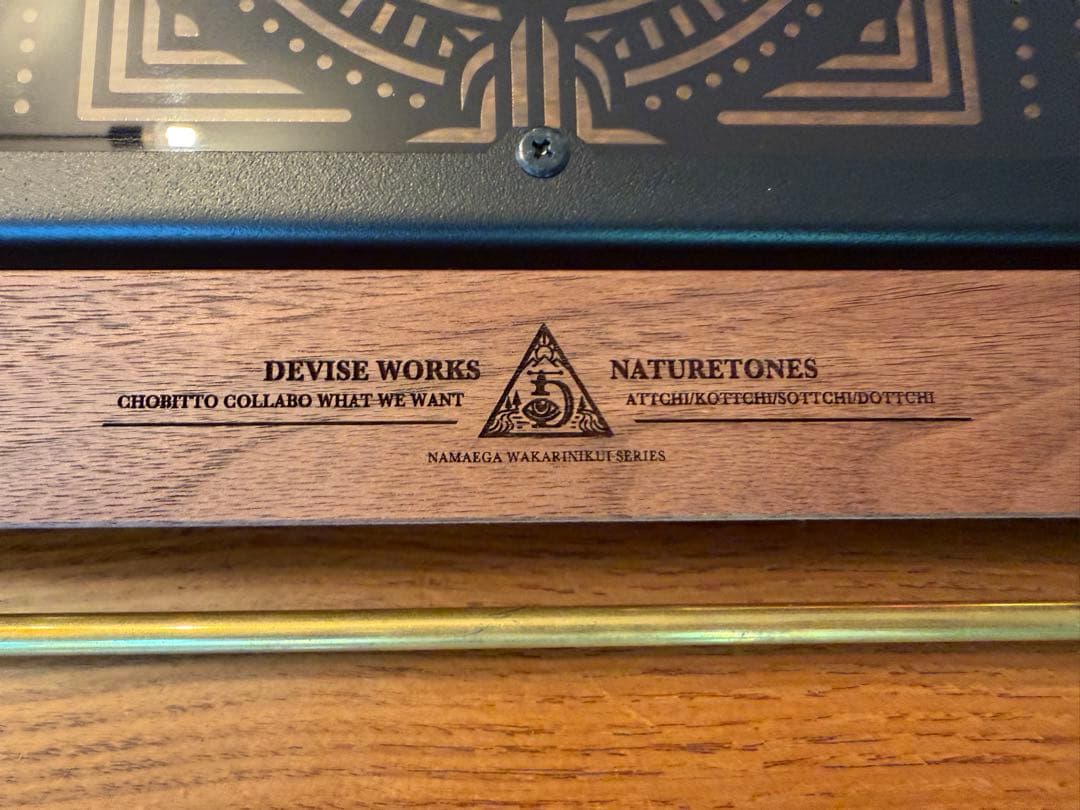 DEVISE WORKS
CHOBITTO COLLABO WHAT WE WANT
NATURETONES
ATTCHI/KOTTCHI/SOTTCHI/DOTTCHI
NAMAEGA WAKARINIKUI SERIES